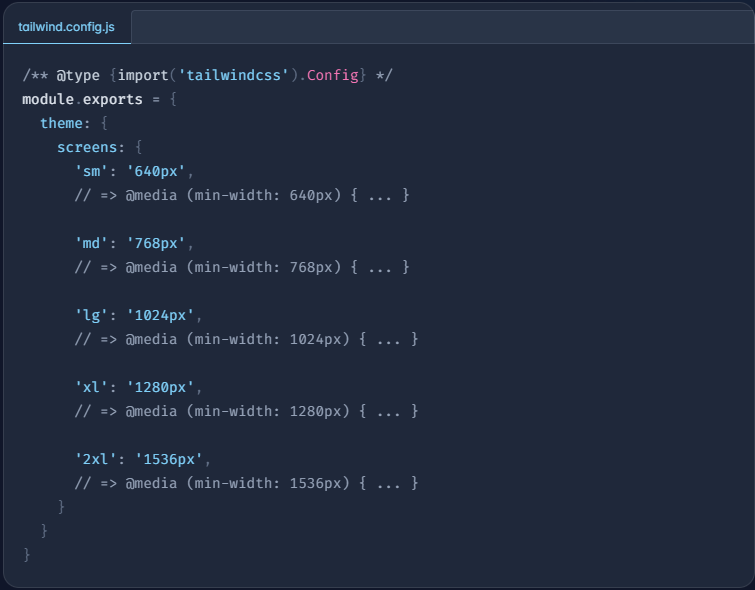 tailwind.config.js
/** @type {import('tailwindcss').Config} */
module.exports = {
  theme: {
    screens: {
      'sm': '640px',
      // => @media (min-width: 640px) { ... }

      'md': '768px',
      // => @media (min-width: 768px) { ... }

      'lg': '1024px',
      // => @media (min-width: 1024px) { ... }

      'xl': '1280px',
      // => @media (min-width: 1280px) { ... }

      '2xl': '1536px',
      // => @media (min-width: 1536px) { ... }
    }
  }
}